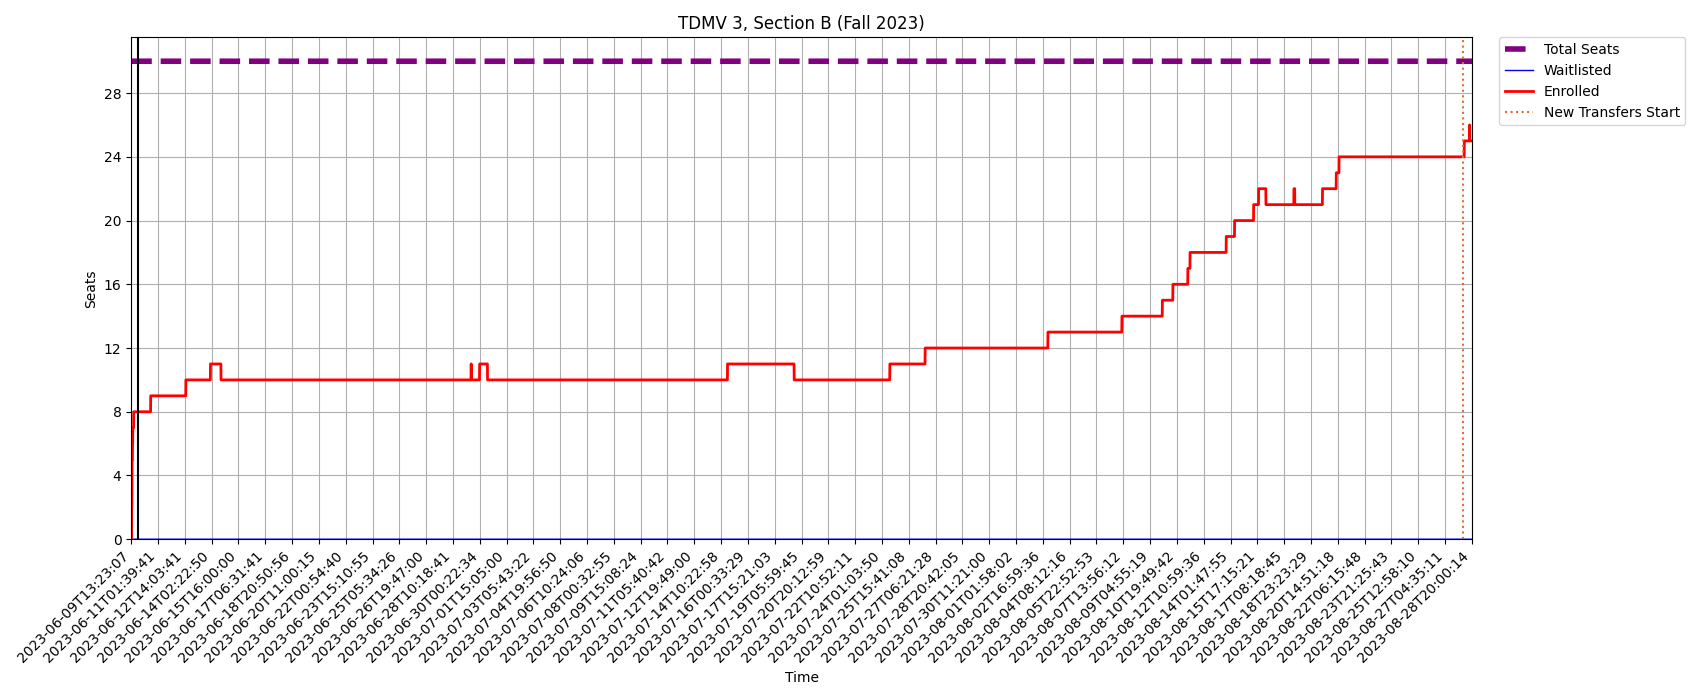 TDMV 3, Section B (Fall 2023)
Total Seats
Waitlisted
Enrolled
New Transfers Start
Seats
28
24
20
16
12
8
4
0
2023-06-09T13:23:07
2023-06-11T01:39:41
2023-06-12T14:03:41
2023-06-14T02:22:50
2023-06-15T16:00:00
2023-06-17T06:31:41
2023-06-18T20:50:56
2023-06-20T11:00:15
2023-06-22T00:54:40
2023-06-23T15:10:55
2023-06-25T05:34:26
2023-06-26T19:47:00
2023-06-28T10:18:41
2023-06-30T00:22:34
2023-07-01T15:05:00
2023-07-03T05:43:22
2023-07-04T19:56:50
2023-07-06T10:24:06
2023-07-08T00:32:55
2023-07-09T15:08:24
2023-07-11T05:40:42
2023-07-12T19:49:00
2023-07-14T10:22:58
2023-07-16T00:33:29
2023-07-17T15:21:03
2023-07-19T05:59:45
2023-07-20T20:12:59
2023-07-22T10:52:11
2023-07-24T01:03:50
2023-07-25T15:41:08
2023-07-27T06:21:28
2023-07-28T20:42:05
2023-07-30T11:21:00
2023-08-01T01:58:02
2023-08-02T16:59:36
2023-08-04T08:12:16
2023-08-05T22:52:53
2023-08-07T13:56:12
2023-08-09T04:55:19
2023-08-10T19:49:42
2023-08-12T10:59:36
2023-08-14T01:47:55
2023-08-15T17:15:21
2023-08-17T08:18:45
2023-08-18T23:23:29
2023-08-20T14:51:18
2023-08-22T06:15:48
2023-08-23T21:25:43
2023-08-25T12:58:10
2023-08-27T04:35:11
2023-08-28T20:00:14
Time